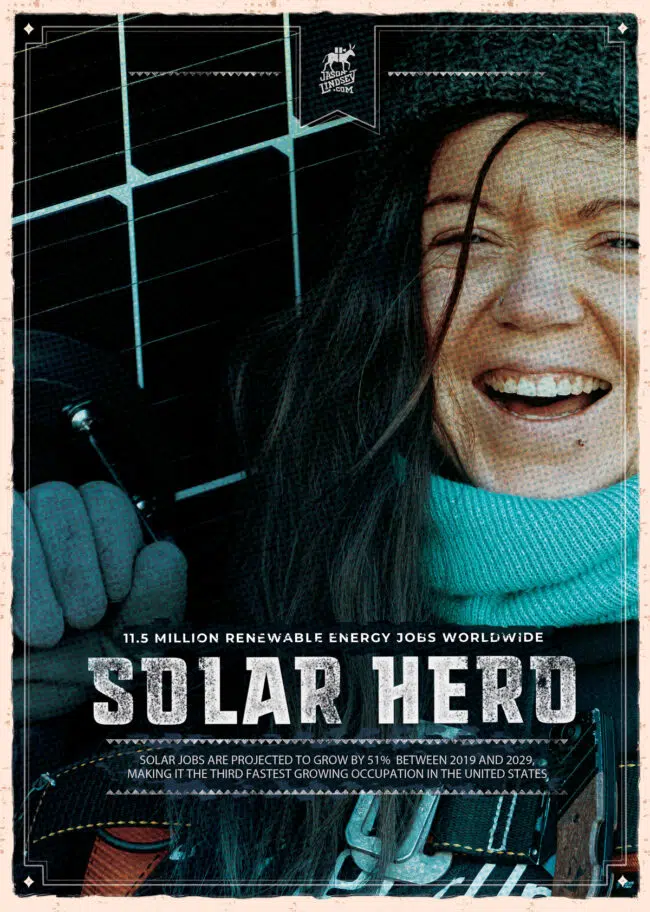 JASON
LINDSEY
.COM
11.5 MILLION RENEWABLE ENERGY JOBS WORLDWIDE
SOLAR HERO
SOLAR JOBS ARE PROJECTED TO GROW BY 51% BETWEEN 2019 AND 2029,
MAKING IT THE THIRD FASTEST GROWING OCCUPATION IN THE UNITED STATES